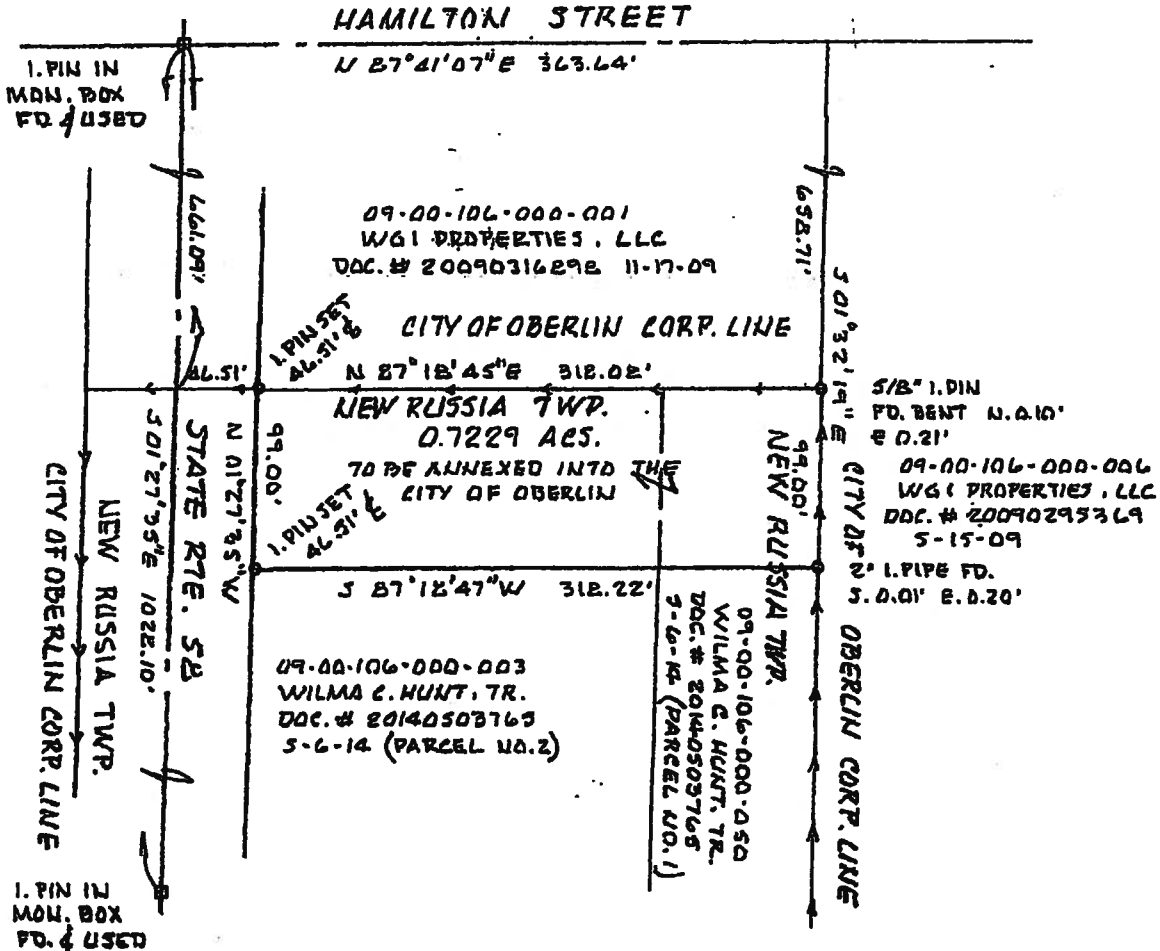 HAMILTON STREET
N 87°41'07"E 363.64'
I. PIN IN
MON. BOX
FD. & USED
661.09'
658.71'
09-00-106-000-001
WGI PROPERTIES, LLC
DOC. # 20090316298 11-17-09
I. PIN SET
46.51' ℄
CITY OF OBERLIN CORP. LINE
46.51'
N 87°18'45"E 318.08'
S 01°32'19"E
5/8" I. PIN
FD. BENT N. 0.10'
E 0.21'
NEW RUSSIA TWP.
0.7229 ACS.
TO BE ANNEXED INTO THE
CITY OF OBERLIN
99.00'
N 01°27'35"W
99.00'
NEW RUSSIA TWP.
09-00-106-000-006
WGI PROPERTIES, LLC
DOC. # 20090295369
5-15-09
I. PIN SET
46.51' ℄
2" I. PIPE FD.
S. 0.01' E. 0.20'
S 87°18'47"W 318.22'
STATE RTE. 58
S 01°27'35"E 1028.10'
NEW RUSSIA TWP.
CITY OF OBERLIN CORP. LINE
09-00-106-000-003
WILMA C. HUNT, TR.
DOC. # 20140503765
5-6-14 (PARCEL NO. 2)
09-00-106-000-050
WILMA C. HUNT, TR.
DOC. # 20140503765
5-6-14 (PARCEL NO. 1)
CITY OF OBERLIN CORP. LINE
I. PIN IN
MON. BOX
FD. & USED